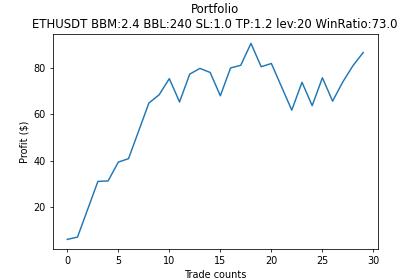 Portfolio
ETHUSDT BBM:2.4 BBL:240 SL:1.0 TP:1.2 lev:20 WinRatio:73.0
80
60
40
20
Profit ($)
0 5 10 15 20 25 30
Trade counts